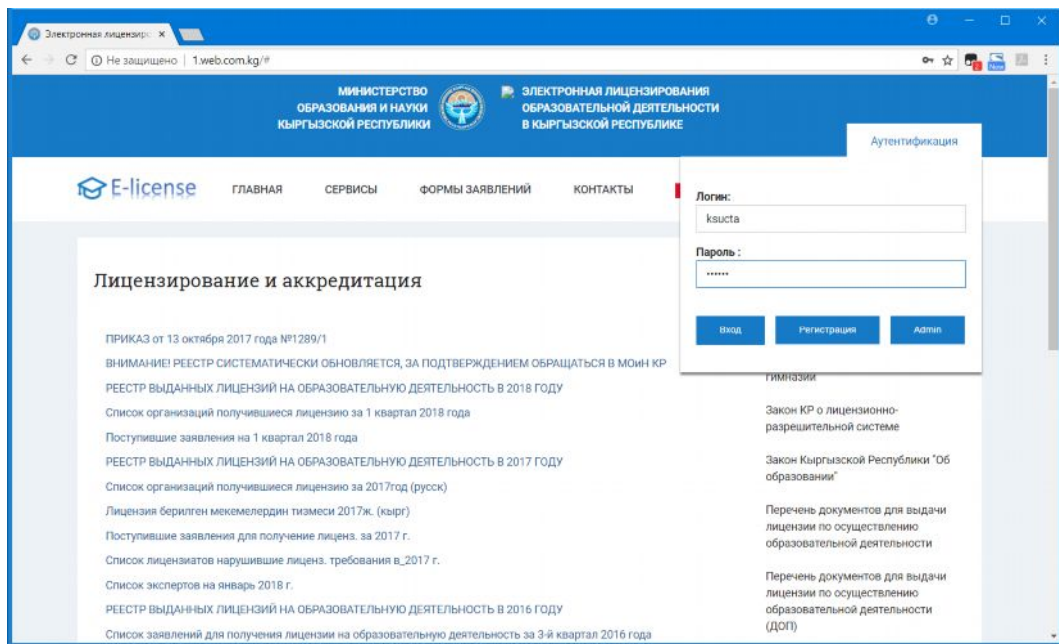 Электронная лицензиро
Не защищено | 1.web.com.kg/#
New
МИНИСТЕРСТВО
ОБРАЗОВАНИЯ И НАУКИ
КЫРГЫЗСКОЙ РЕСПУБЛИКИ
ЭЛЕКТРОННАЯ ЛИЦЕНЗИРОВАНИЯ
ОБРАЗОВАТЕЛЬНОЙ ДЕЯТЕЛЬНОСТИ
В КЫРГЫЗСКОЙ РЕСПУБЛИКЕ
Аутентификация
E-license
ГЛАВНАЯ СЕРВИСЫ ФОРМЫ ЗАЯВЛЕНИЙ КОНТАКТЫ
Логин:
ksucta
Пароль :
••••••
Вход Регистрация Admin
Лицензирование и аккредитация
ПРИКАЗ от 13 октября 2017 года №1289/1
ВНИМАНИЕ! РЕЕСТР СИСТЕМАТИЧЕСКИ ОБНОВЛЯЕТСЯ, ЗА ПОДТВЕРЖДЕНИЕМ ОБРАЩАТЬСЯ В МОиН КР
РЕЕСТР ВЫДАННЫХ ЛИЦЕНЗИЙ НА ОБРАЗОВАТЕЛЬНУЮ ДЕЯТЕЛЬНОСТЬ В 2018 ГОДУ
Список организаций получившиеся лицензию за 1 квартал 2018 года
Поступившие заявления на 1 квартал 2018 года
РЕЕСТР ВЫДАННЫХ ЛИЦЕНЗИЙ НА ОБРАЗОВАТЕЛЬНУЮ ДЕЯТЕЛЬНОСТЬ В 2017 ГОДУ
Список организаций получившиеся лицензию за 2017год (русск)
Лицензия берилген мекемелердин тизмеси 2017ж. (кырг)
Поступившие заявления для получение лиценз. за 2017 г.
Список лицензиатов нарушившие лиценз. требования в_2017 г.
Список экспертов на январь 2018 г.
РЕЕСТР ВЫДАННЫХ ЛИЦЕНЗИЙ НА ОБРАЗОВАТЕЛЬНУЮ ДЕЯТЕЛЬНОСТЬ В 2016 ГОДУ
Список заявлений для получения лицензии на образовательную деятельность за 3-й квартал 2016 года
гимназии
Закон КР о лицензионно-
разрешительной системе
Закон Кыргызской Республики "Об
образовании"
Перечень документов для выдачи
лицензии по осуществлению
образовательной деятельности
Перечень документов для выдачи
лицензии по осуществлению
образовательной деятельности
(ДОП)